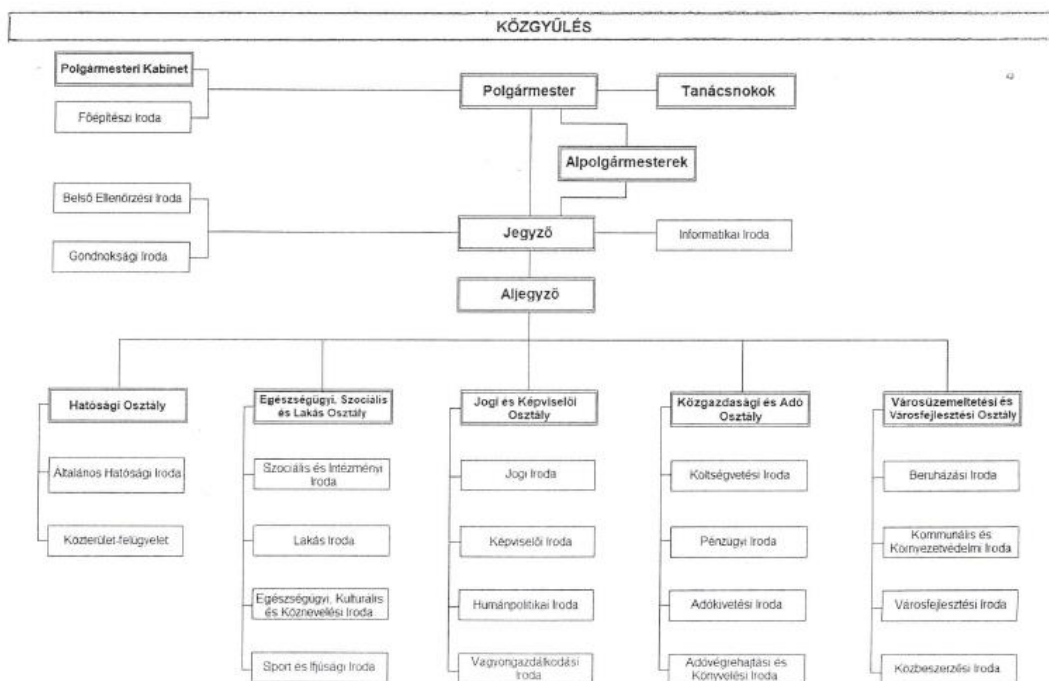 KÖZGYŰLÉS
Polgármesteri Kabinet
Polgármester
Tanácsnokok
Főépítészi Iroda
Alpolgármesterek
Belső Ellenőrzési Iroda
Jegyző
Informatikai Iroda
Gondnoksági Iroda
Aljegyző
Hatósági Osztály
Általános Hatósági Iroda
Közterület-felügyelet
Egészségügyi, Szociális
és Lakás Osztály
Szociális és Intézményi
Iroda
Lakás Iroda
Egészségügyi, Kulturális
és Köznevelési Iroda
Sport és Ifjúsági Iroda
Jogi és Képviselői
Osztály
Jogi Iroda
Képviselői Iroda
Humánpolitikai Iroda
Vagyongazdálkodási
Iroda
Közgazdasági és Adó
Osztály
Költségvetési Iroda
Pénzügyi Iroda
Adókivetési Iroda
Adóvégrehajtási és
Könyvelési Iroda
Városüzemeltetési és
Városfejlesztési Osztály
Beruházási Iroda
Kommunális és
Környezetvédelmi Iroda
Városfejlesztési Iroda
Közbeszerzési Iroda